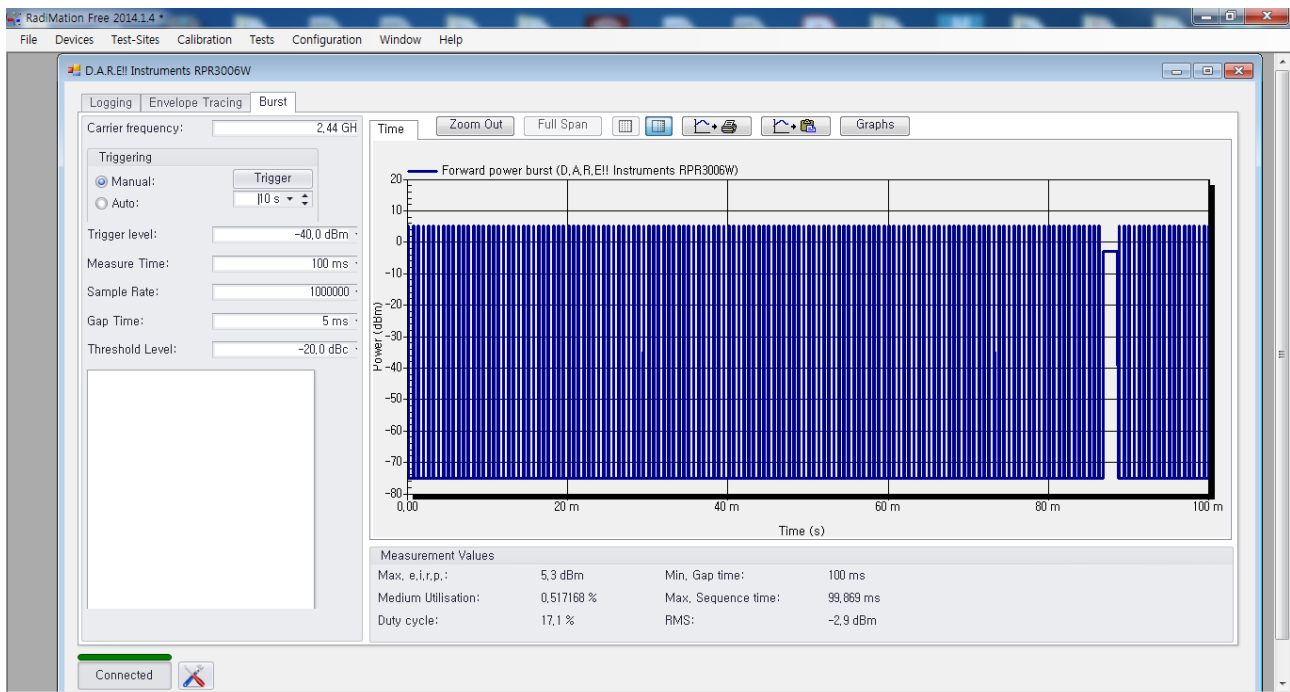 RadiMation Free 2014.1.4 *
File Devices Test-Sites Calibration Tests Configuration Window Help
D.A.R.E!! Instruments RPR3006W
Logging Envelope Tracing Burst
Carrier frequency: 2,44 GH
Triggering
Manual: Trigger
Auto: 10 s
Trigger level: -40,0 dBm
Measure Time: 100 ms
Sample Rate: 1000000
Gap Time: 5 ms
Threshold Level: -20,0 dBc
Time Zoom Out Full Span Graphs
Forward power burst (D,A,R,E!! Instruments RPR3006W)
20
10
0
-10
-20
-30
-40
-50
-60
-70
-80
Power (dBm)
0,00 20 m 40 m 60 m 80 m 100 m
Time (s)
Measurement Values
Max, e,i,r,p,: 5,3 dBm Min, Gap time: 100 ms
Medium Utilisation: 0,517168 % Max, Sequence time: 99,869 ms
Duty cycle: 17,1 % RMS: -2,9 dBm
Connected